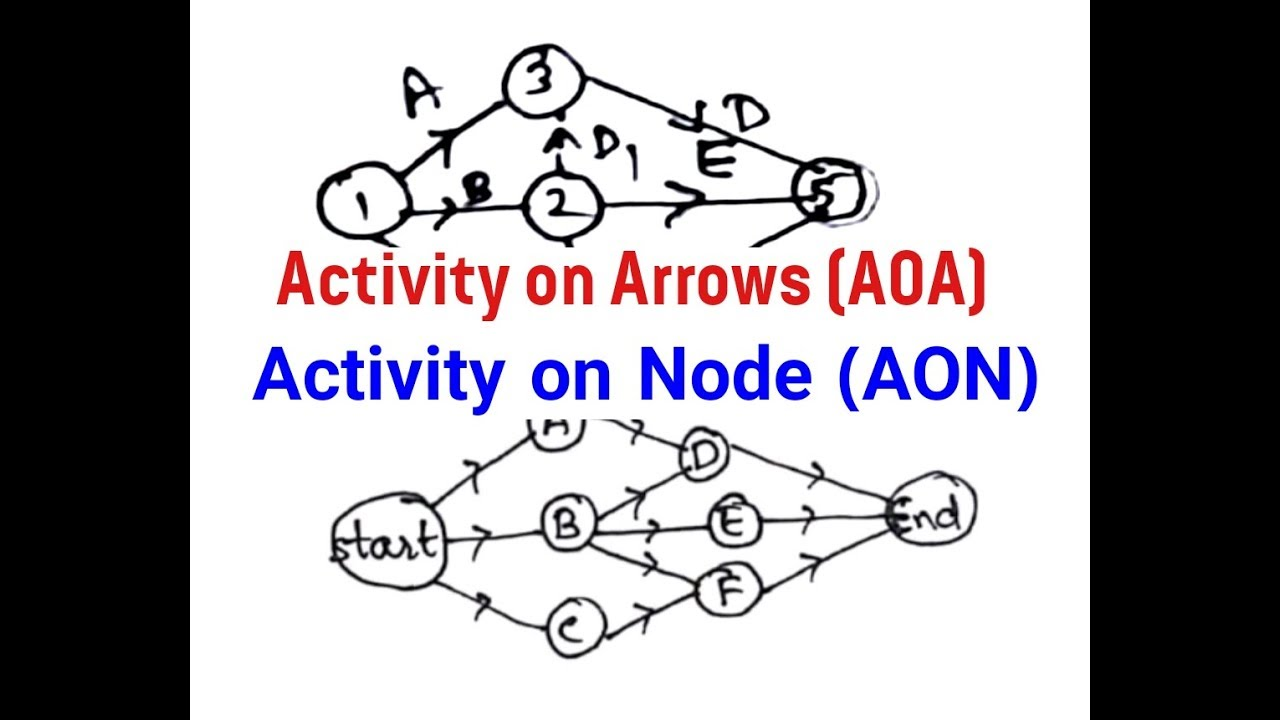 3
A
D
D1
E
1
B
2
5
Activity on Arrows (AOA)
Activity on Node (AON)
A
D
B
E
End
start
F
C